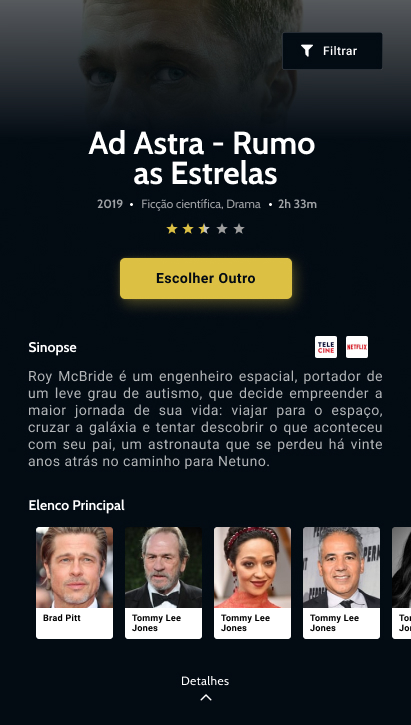 Filtrar
Ad Astra - Rumo
as Estrelas
2019 • Ficção científica, Drama • 2h 33m
Escolher Outro
Sinopse
TELE
CINE
NETFLIX
Roy McBride é um engenheiro espacial, portador de
um leve grau de autismo, que decide empreender a
maior jornada de sua vida: viajar para o espaço,
cruzar a galáxia e tentar descobrir o que aconteceu
com seu pai, um astronauta que se perdeu há vinte
anos atrás no caminho para Netuno.
Elenco Principal
Brad Pitt
Tommy Lee
Jones
Tommy Lee
Jones
Tommy Lee
Jones
Detalhes